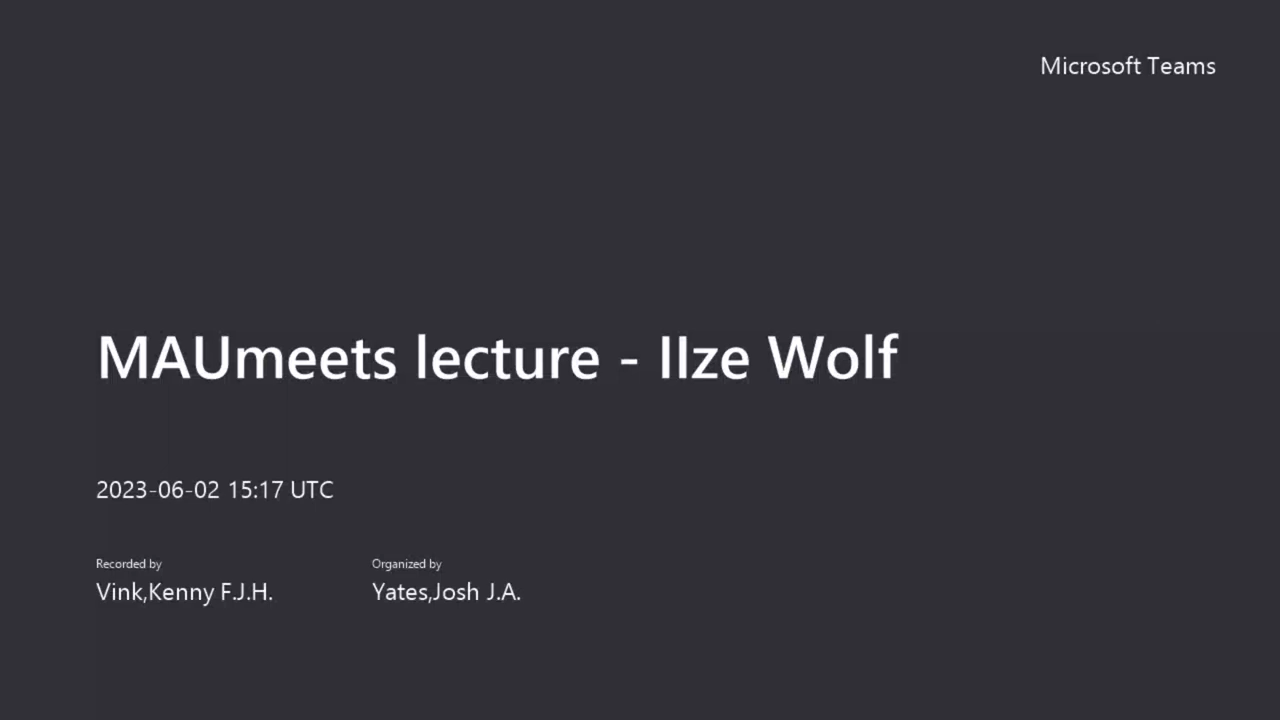 Microsoft Teams
MAUmeets lecture - IIze Wolf
2023-06-02 15:17 UTC
Recorded by
Organized by
Vink,Kenny F.J.H.
Yates,Josh J.A.